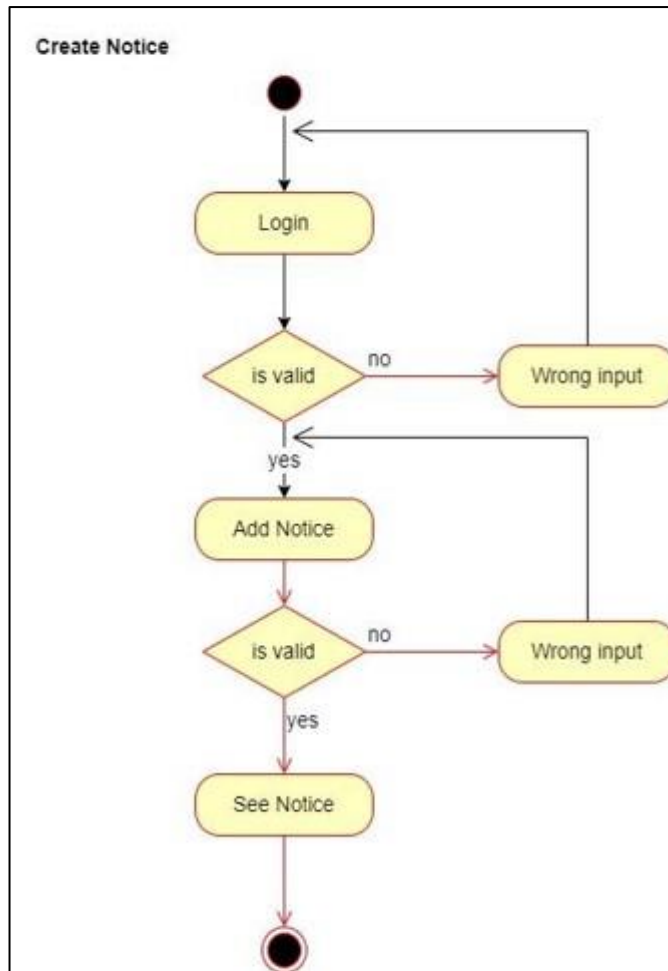 Create Notice
Login
is valid
no
Wrong input
yes
Add Notice
is valid
no
Wrong input
yes
See Notice